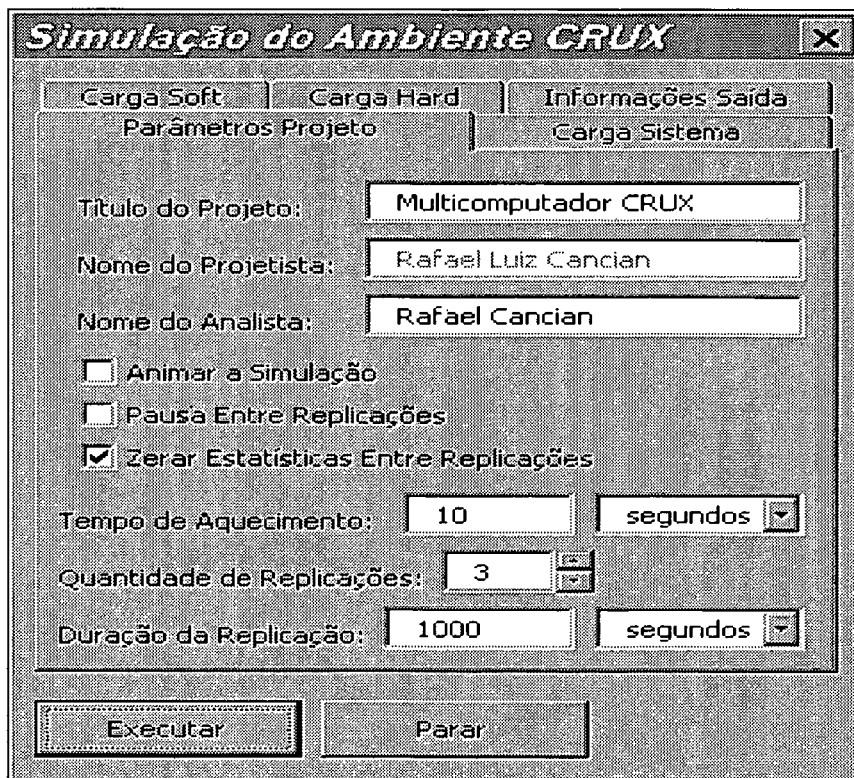 Simulação do Ambiente CRUX
Carga Soft Carga Hard Informações Saída
Parâmetros Projeto Carga Sistema
Título do Projeto: Multicomputador CRUX
Nome do Projetista: Rafael Luiz Cancian
Nome do Analista: Rafael Cancian
Animar a Simulação
Pausa Entre Replicações
Zerar Estatísticas Entre Replicações
Tempo de Aquecimento: 10 segundos
Quantidade de Replicações: 3
Duração da Replicação: 1000 segundos
Executar Parar